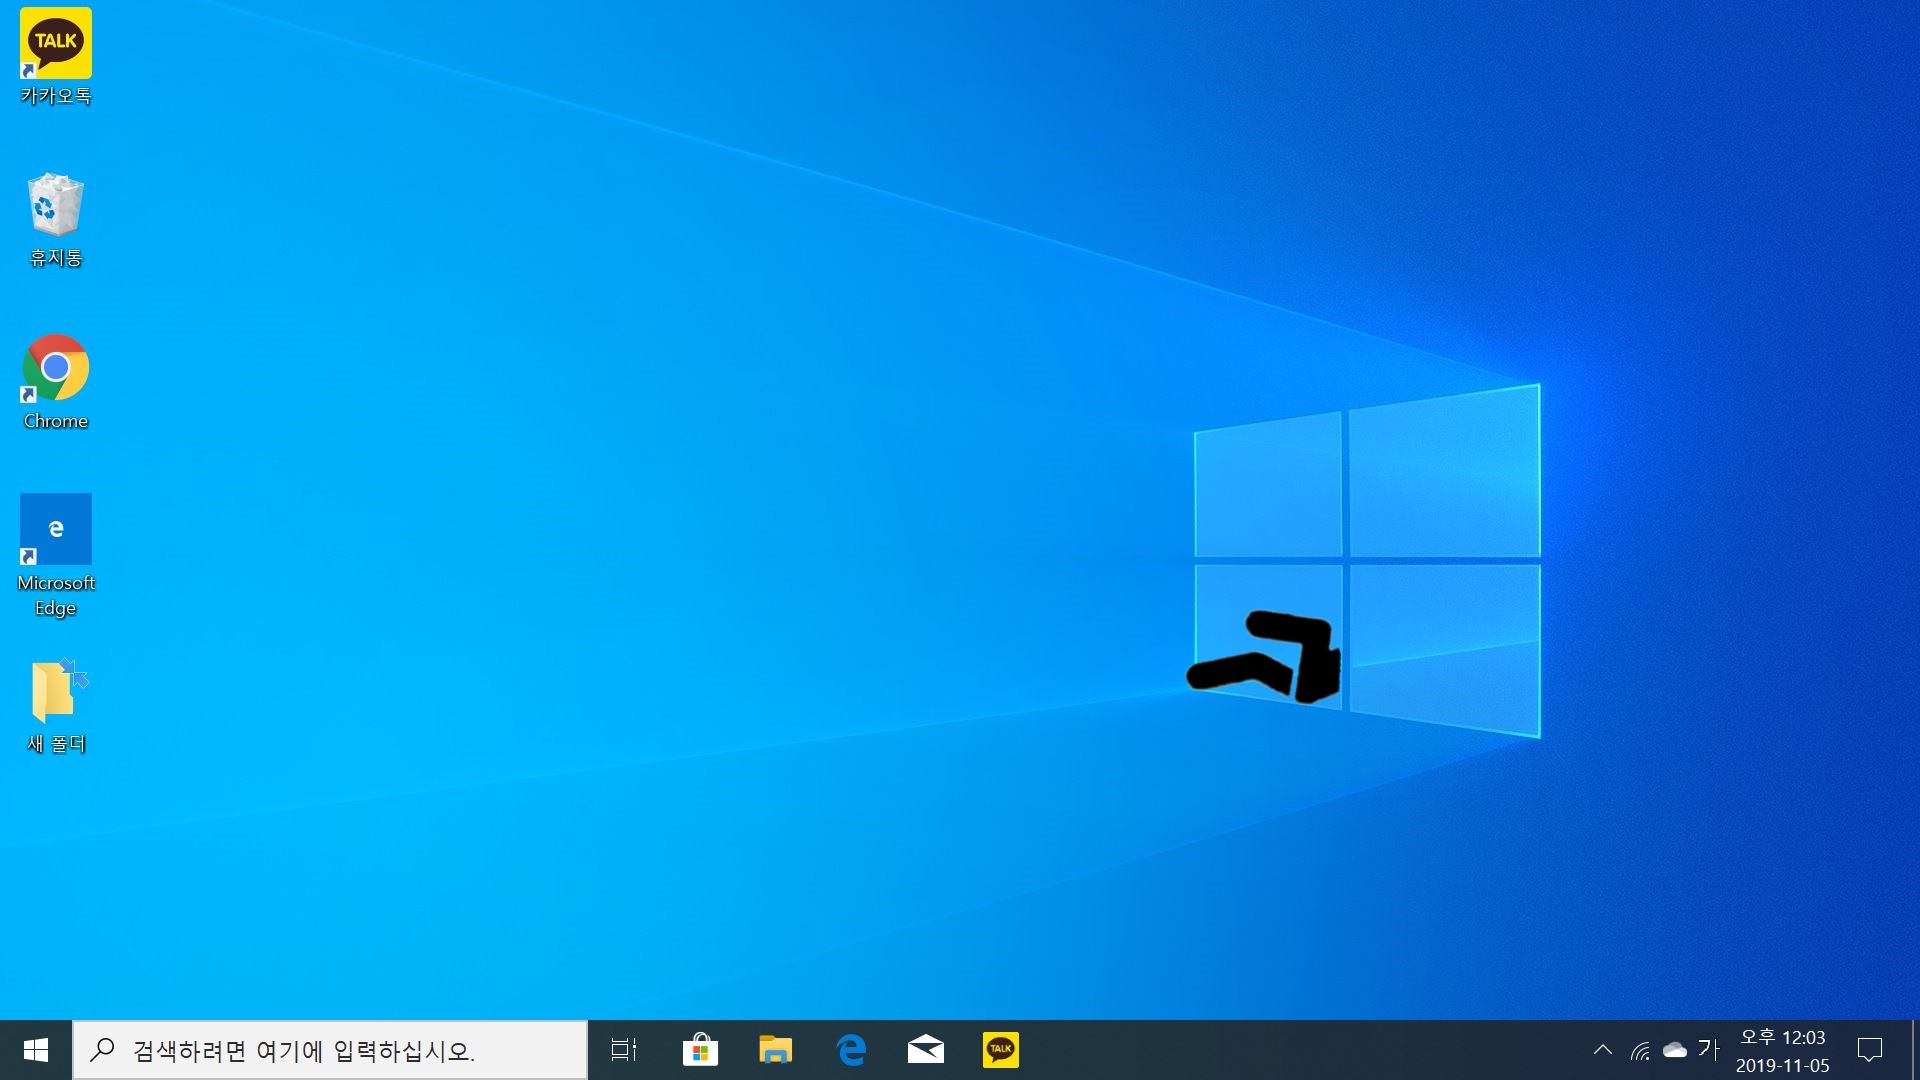 TALK
카카오톡
휴지통
Chrome
e
Microsoft
Edge
새 폴더
검색하려면 여기에 입력하십시오.
TALK
가
오후 12:03
2019-11-05